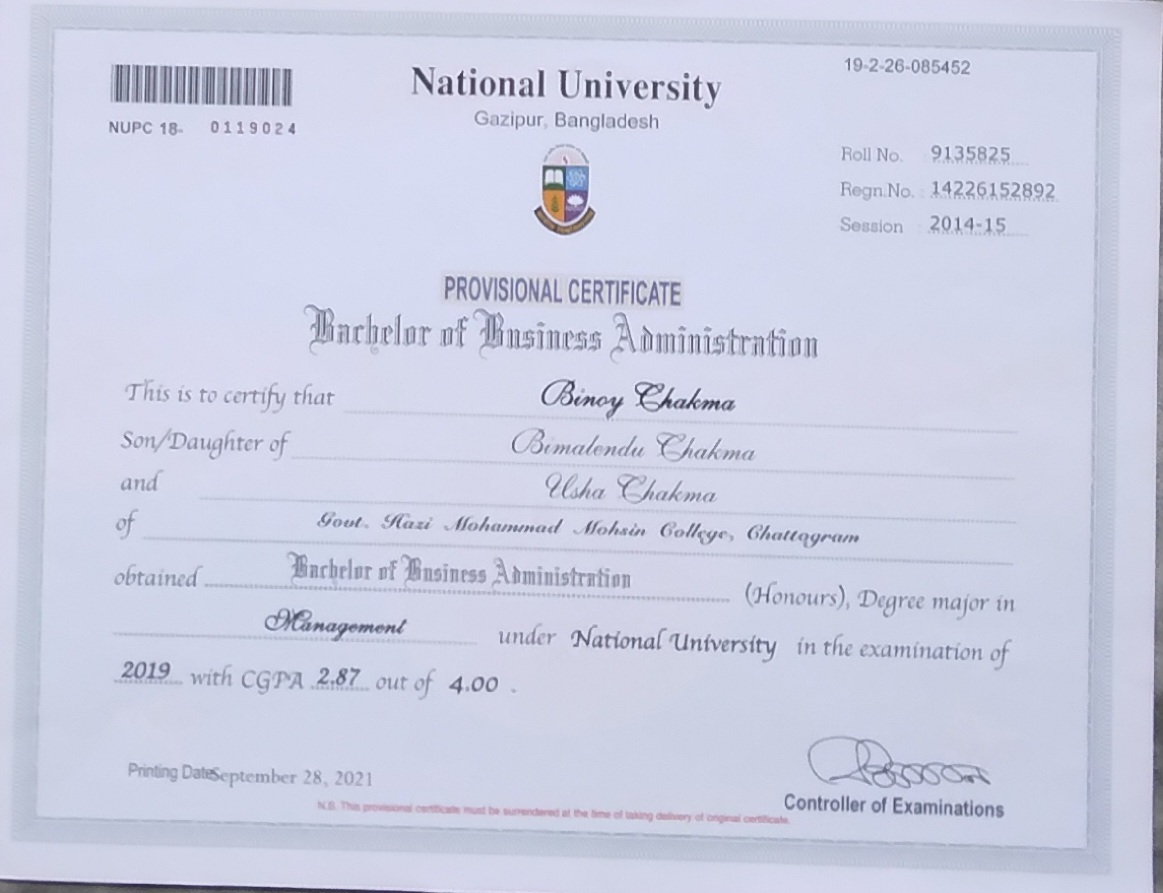 19-2-26-085452
National University
Gazipur, Bangladesh
NUPC 18- 0119024
Roll No. 9135825
Regn.No. : 14226152892
Session : 2014-15
PROVISIONAL CERTIFICATE
Bachelor of Business Administration
This is to certify that Binoy Chakma
Son/Daughter of Bimalendu Chakma
and Usha Chakma
of Govt. Hazi Mohammad Mohsin College, Chattogram
obtained Bachelor of Business Administration (Honours), Degree major in
Management under National University in the examination of
2019 with CGPA 2.87 out of 4.00 .
Printing Date September 28, 2021
Controller of Examinations
N.B. This provisional certificate must be surrendered at the time of taking delivery of original certificate.